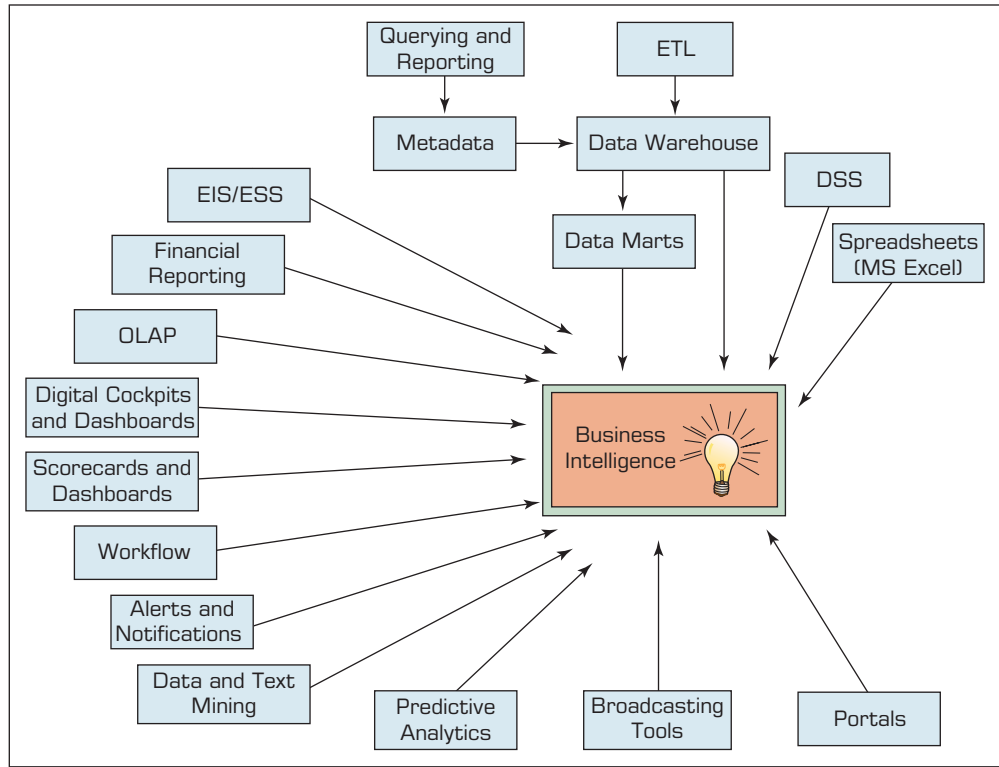 Querying and
Reporting
ETL
Metadata
Data Warehouse
DSS
EIS/ESS
Data Marts
Spreadsheets
(MS Excel)
Financial
Reporting
OLAP
Digital Cockpits
and Dashboards
Business
Intelligence
Scorecards and
Dashboards
Workflow
Alerts and
Notifications
Data and Text
Mining
Predictive
Analytics
Broadcasting
Tools
Portals